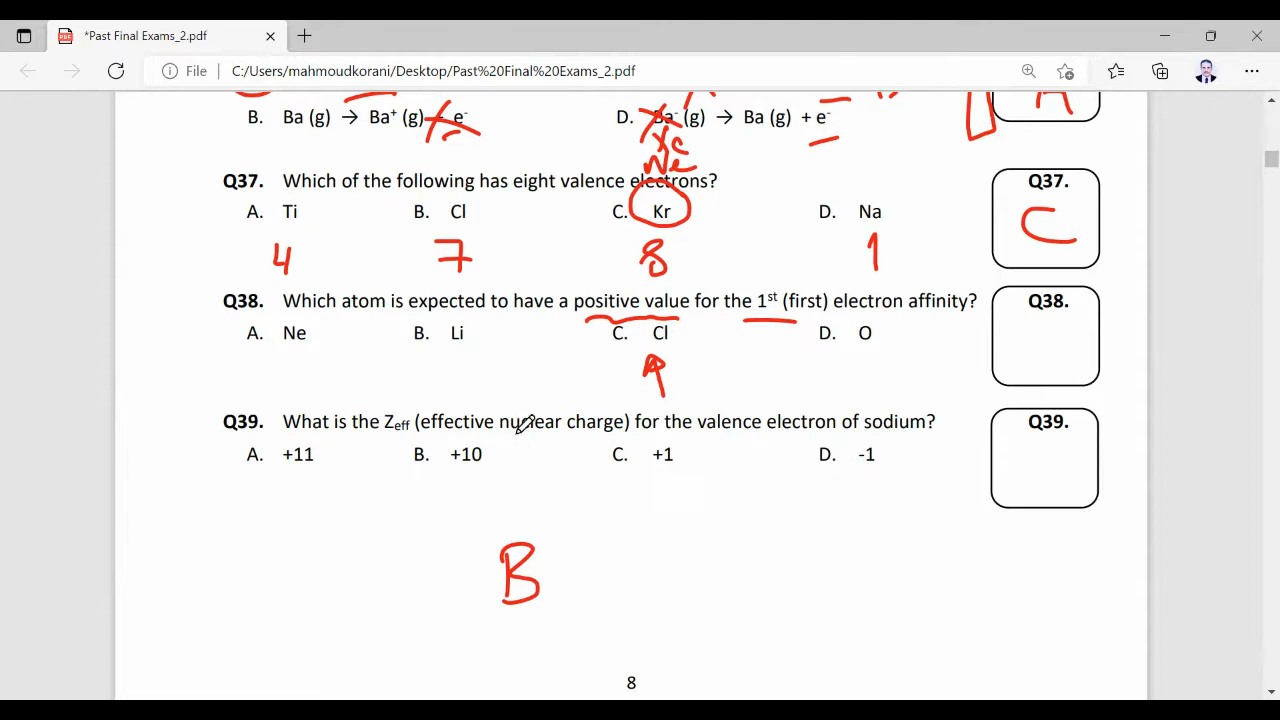 *Past Final Exams_2.pdf
File C:/Users/mahmoudkorani/Desktop/Past%20Final%20Exams_2.pdf
B. Ba (g) → Ba⁺ (g) - e⁻ D. Ba⁻ (g) → Ba (g) + e⁻ A
Xe
Ne
Q37. Which of the following has eight valence electrons? Q37.
A. Ti B. Cl C. Kr D. Na C
4 7 8 1
Q38. Which atom is expected to have a positive value for the 1ˢᵗ (first) electron affinity? Q38.
A. Ne B. Li C. Cl D. O
Q39. What is the Zeff (effective nuclear charge) for the valence electron of sodium? Q39.
A. +11 B. +10 C. +1 D. -1
B
8